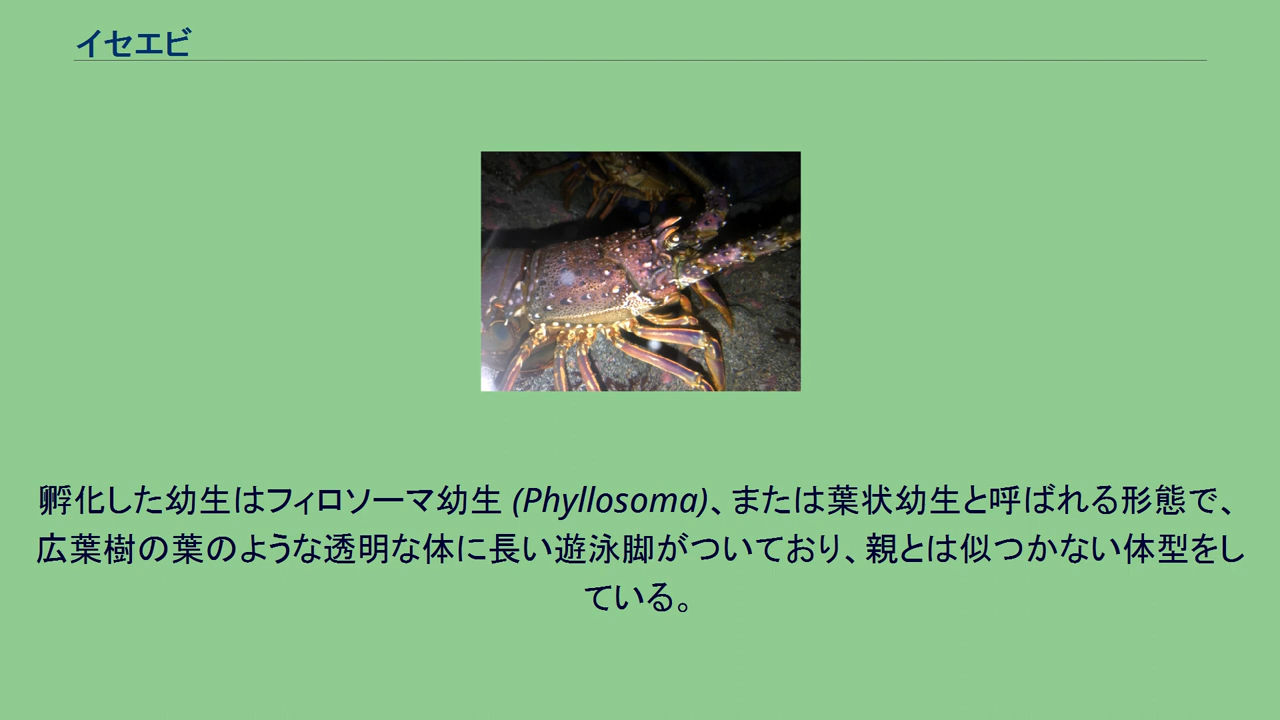 イセエビ
孵化した幼生はフィロソーマ幼生 (Phyllosoma)、または葉状幼生と呼ばれる形態で、
広葉樹の葉のような透明な体に長い遊泳脚がついており、親とは似つかない体型をし
ている。